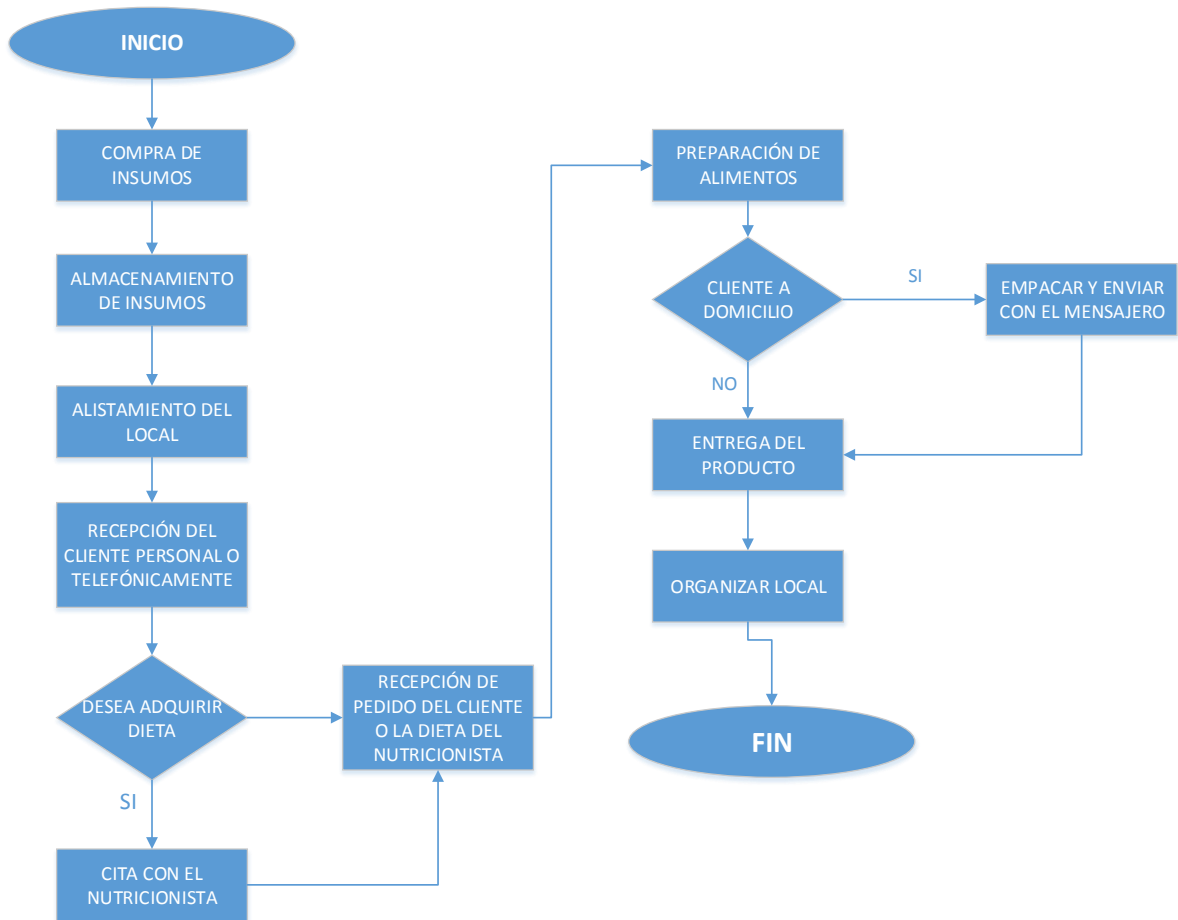 INICIO
COMPRA DE
INSUMOS
ALMACENAMIENTO
DE INSUMOS
ALISTAMIENTO DEL
LOCAL
RECEPCIÓN DEL
CLIENTE PERSONAL O
TELEFÓNICAMENTE
DESEA ADQUIRIR
DIETA
SI
CITA CON EL
NUTRICIONISTA
RECEPCIÓN DE
PEDIDO DEL CLIENTE
O LA DIETA DEL
NUTRICIONISTA
PREPARACIÓN DE
ALIMENTOS
CLIENTE A
DOMICILIO
SI
EMPACAR Y ENVIAR
CON EL MENSAJERO
NO
ENTREGA DEL
PRODUCTO
ORGANIZAR LOCAL
FIN